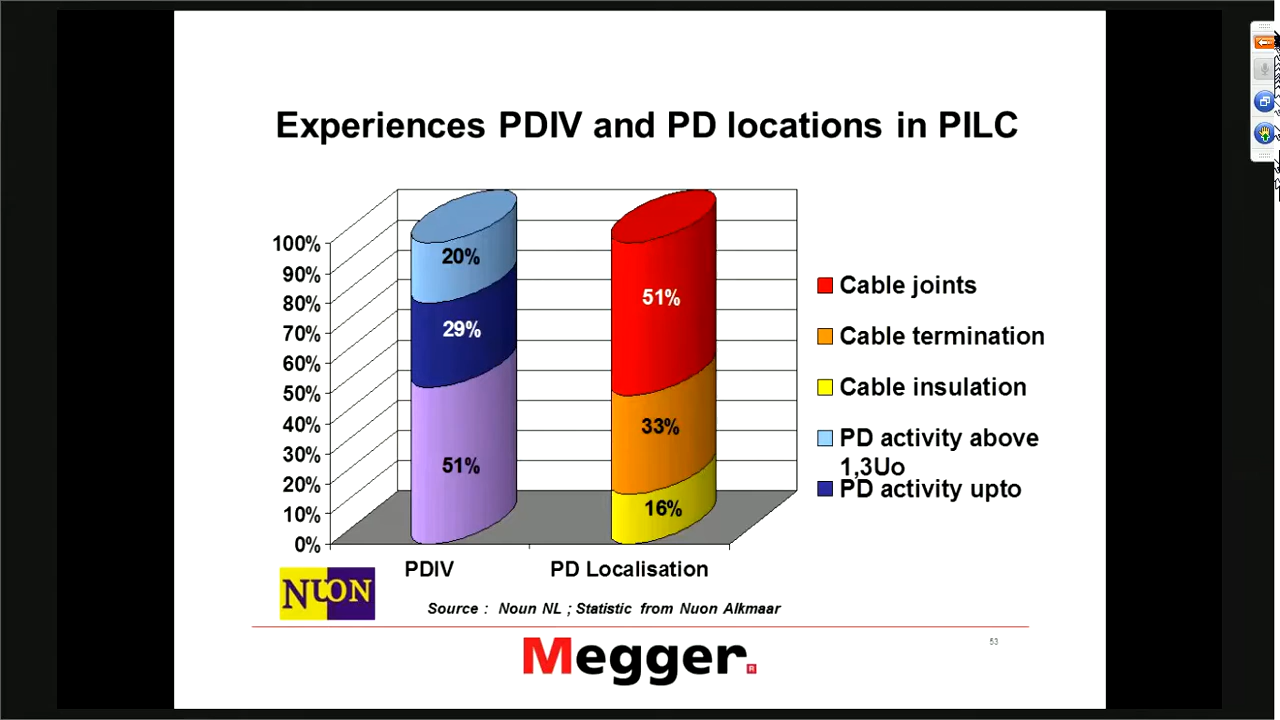 Experiences PDIV and PD locations in PILC
100%
90%
80%
70%
60%
50%
40%
30%
20%
10%
0%
20%
29%
51%
51%
33%
16%
PDIV
PD Localisation
Cable joints
Cable termination
Cable insulation
PD activity above
1,3Uo
PD activity upto
NUON
Source : Noun NL ; Statistic from Nuon Alkmaar
53
Megger.
R